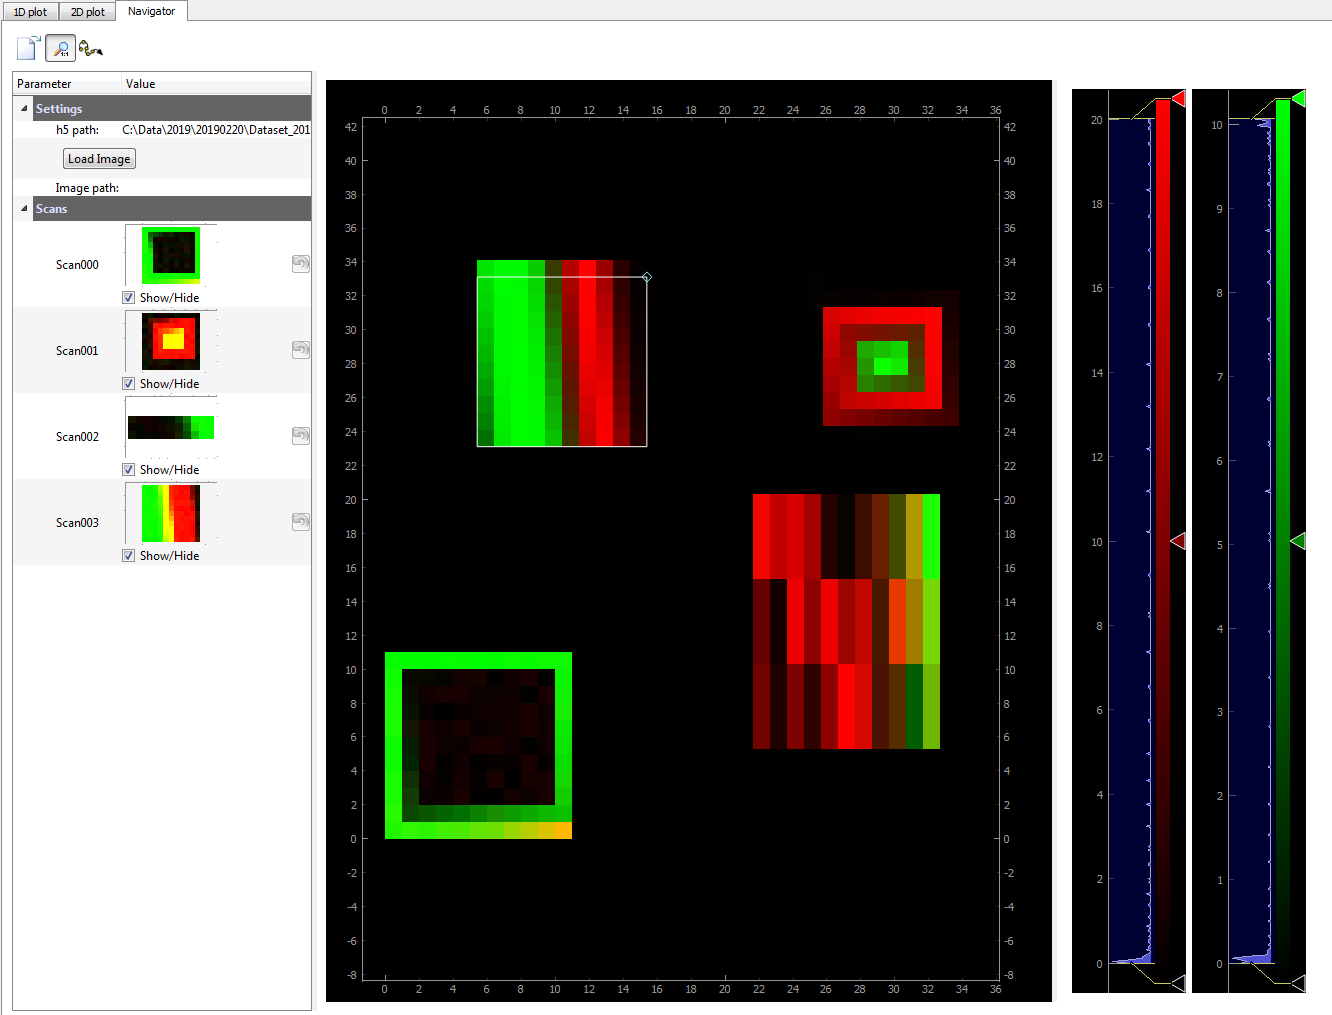 1D plot 2D plot Navigator
1:1
Parameter Value
Settings
h5 path: C:\Data\2019\20190220\Dataset_201
Load Image
Image path:
Scans
Scan000
Show/Hide
Scan001
Show/Hide
Scan002
Show/Hide
Scan003
Show/Hide
0 2 4 6 8 10 12 14 16 18 20 22 24 26 28 30 32 34 36
42 42
40 40
38 38
36 36
34 34
32 32
30 30
28 28
26 26
24 24
22 22
20 20
18 18
16 16
14 14
12 12
10 10
8 8
6 6
4 4
2 2
0 0
-2 -2
-4 -4
-6 -6
-8 -8
0 2 4 6 8 10 12 14 16 18 20 22 24 26 28 30 32 34 36
20
18
16
14
12
10
8
6
4
2
0
10
9
8
7
6
5
4
3
2
1
0